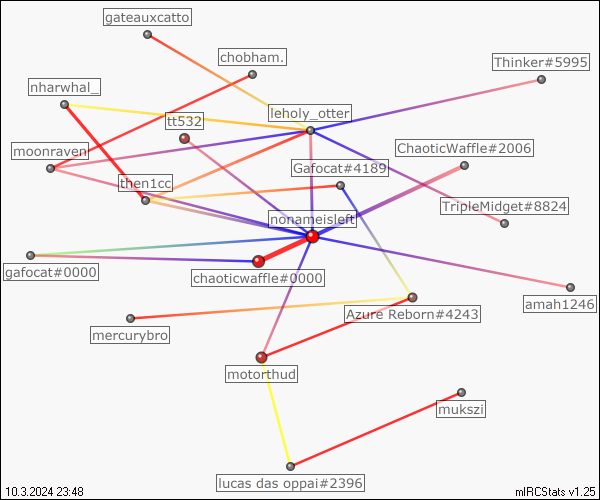 gateauxcatto
chobham.
Thinker#5995
nharwhal_
leholy_otter
tt532
ChaoticWaffle#2006
moonraven
Gafocat#4189
then1cc
TripleMidget#8824
nonameisleft
gafocat#0000
chaoticwaffle#0000
amah1246
Azure Reborn#4243
mercurybro
motorthud
mukszi
lucas das oppai#2396
10.3.2024 23:48
mIRCStats v1.25